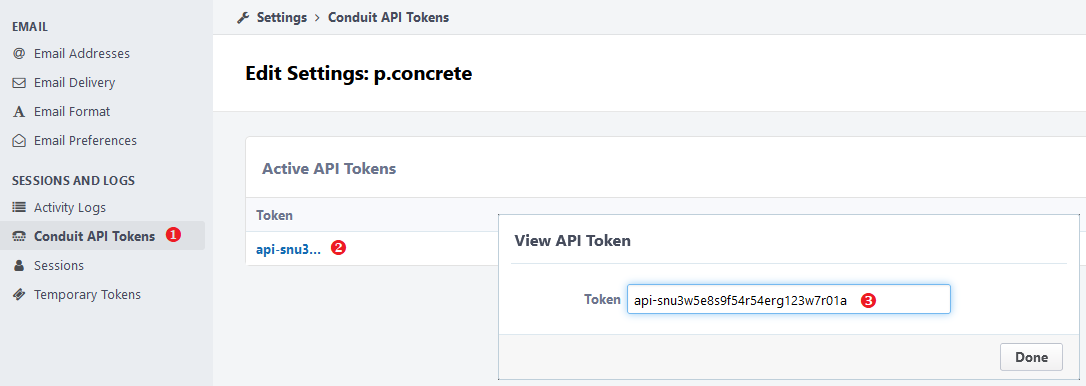 EMAIL
@ Email Addresses
Email Delivery
A Email Format
Email Preferences
SESSIONS AND LOGS
Activity Logs
Conduit API Tokens 1
Sessions
Temporary Tokens
Settings > Conduit API Tokens
Edit Settings: p.concrete
Active API Tokens
Token
api-snu3... 2
View API Token
Token api-snu3w5e8s9f54r54erg123w7r01a 3
Done